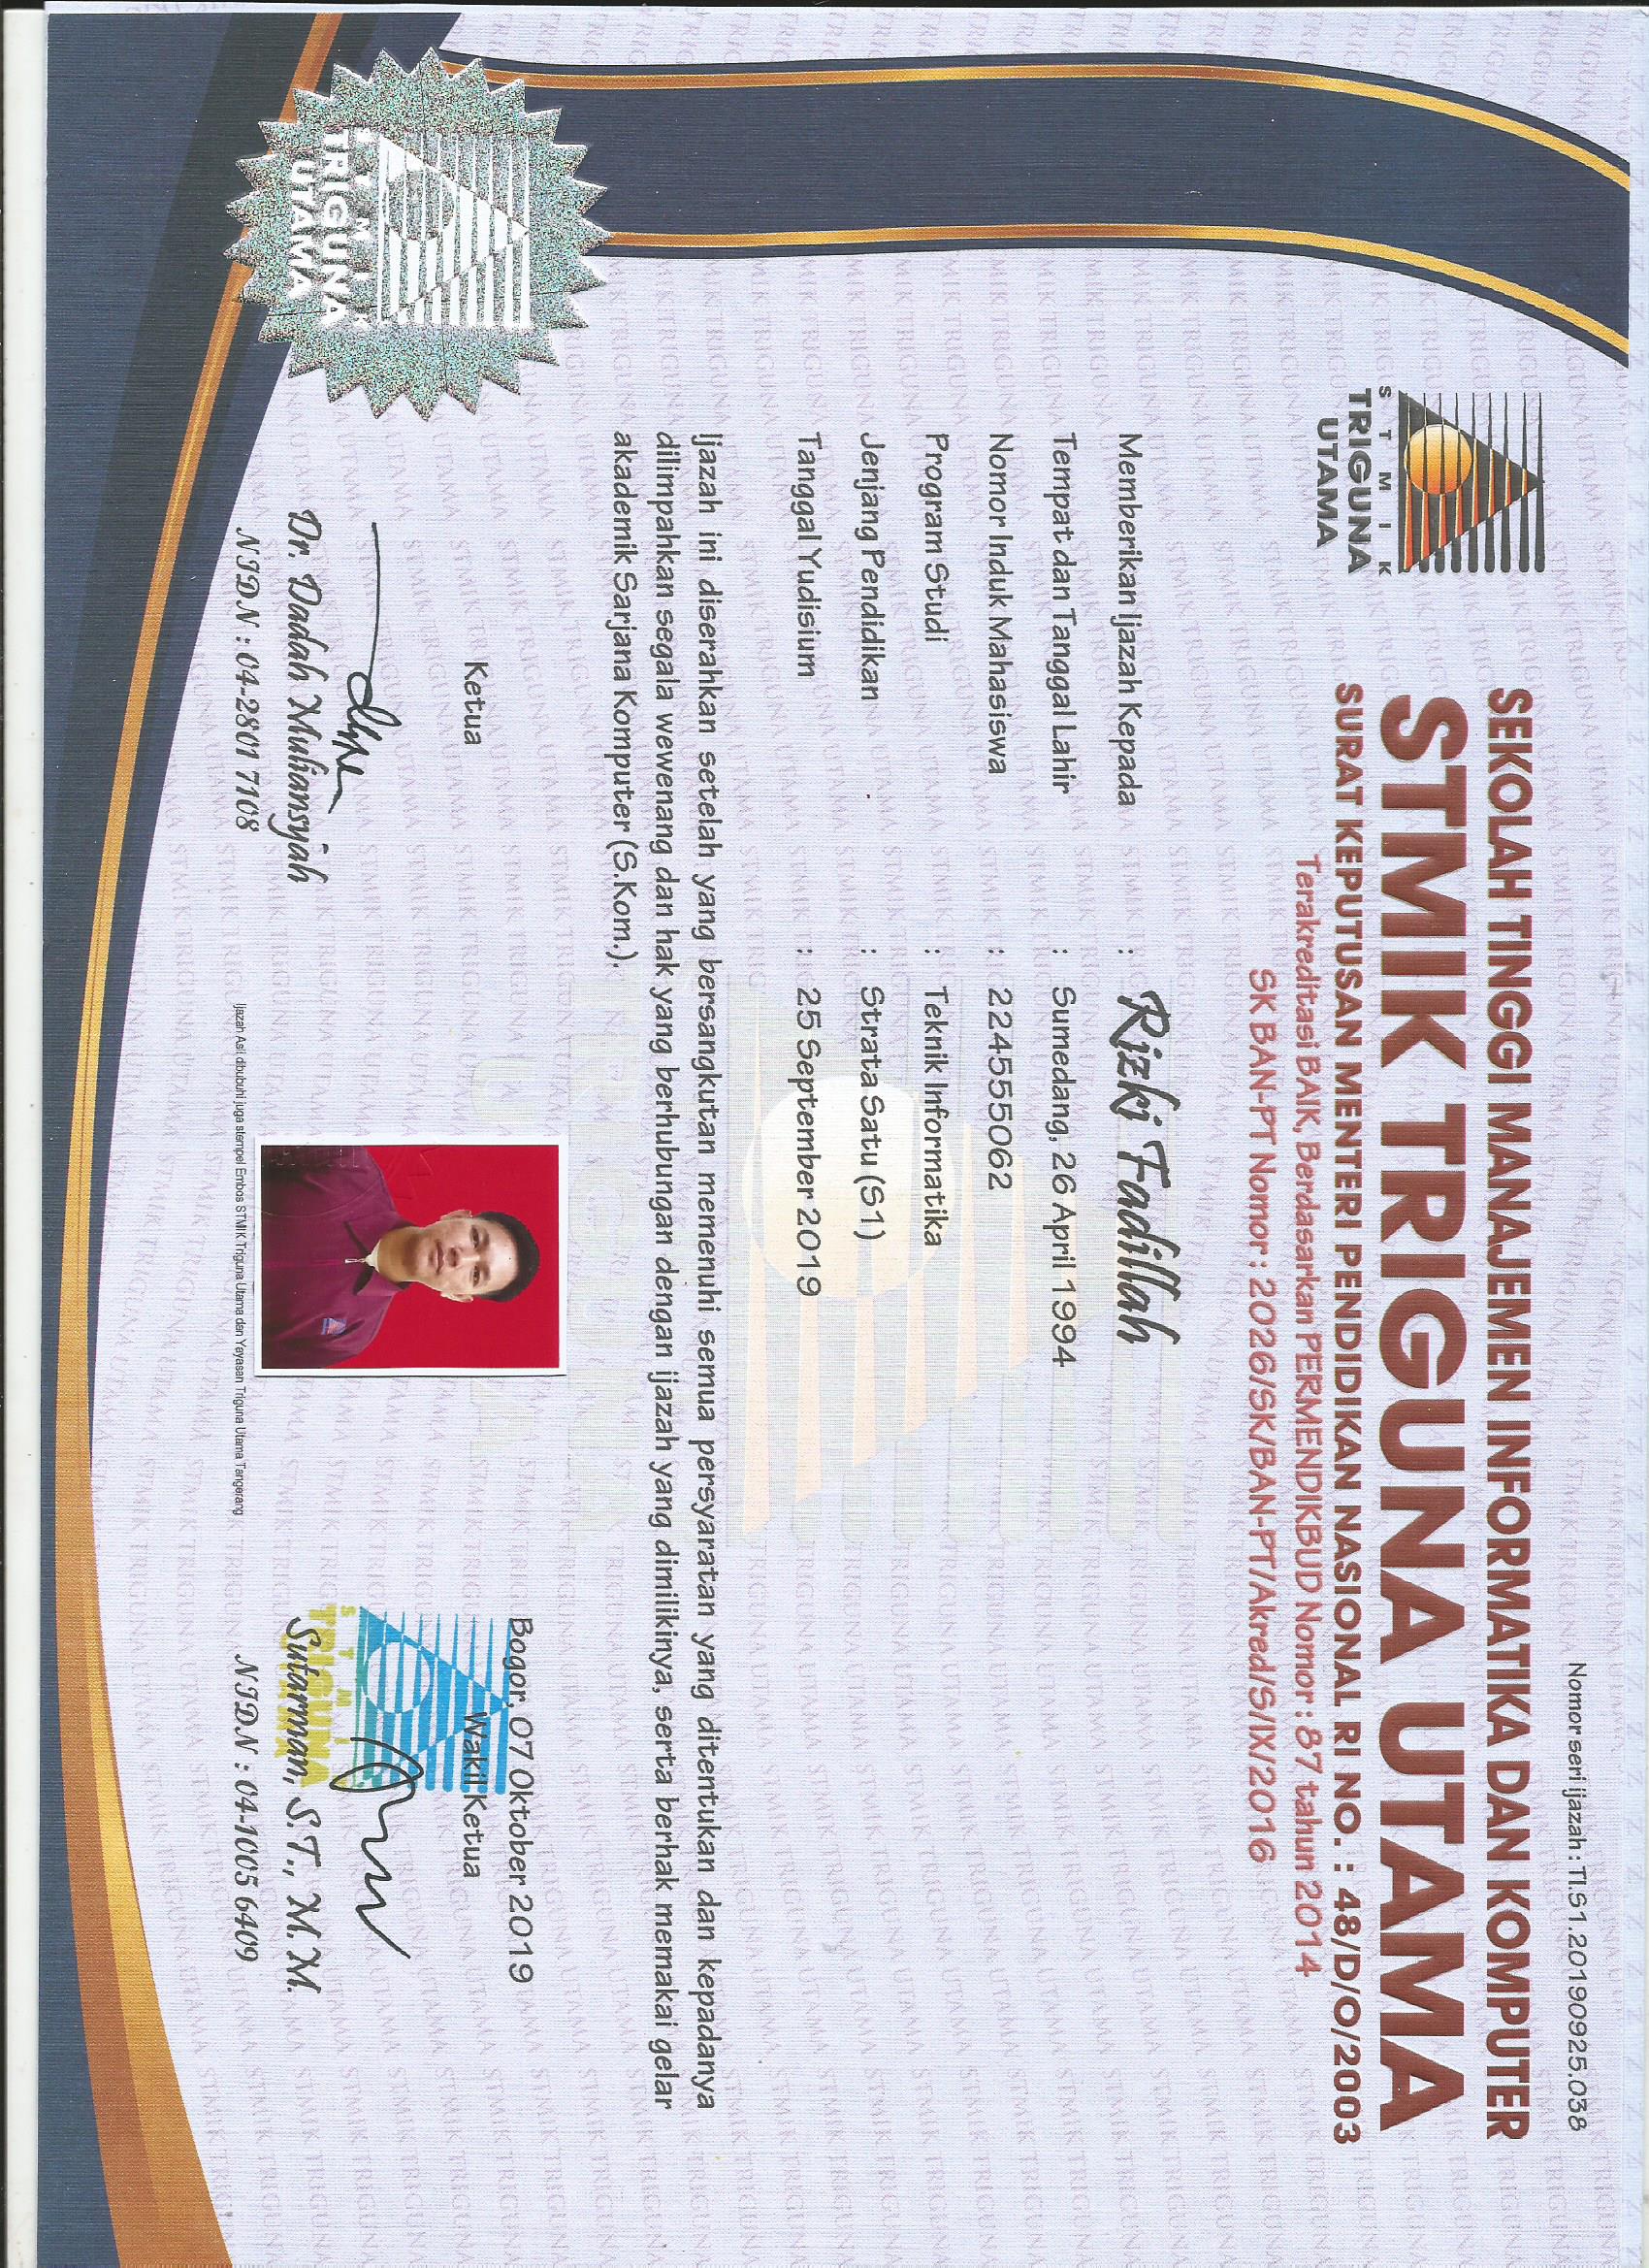 Nomor seri ijazah : TI.S1.20190925.038
SEKOLAH TINGGI MANAJEMEN INFORMATIKA DAN KOMPUTER
STMIK TRIGUNA UTAMA
SURAT KEPUTUSAN MENTERI PENDIDIKAN NASIONAL RI NO. : 48/D/O/2003
Terakreditasi BAIK, Berdasarkan PERMENDIKBUD Nomor : 87 tahun 2014
SK BAN-PT Nomor : 2026/SK/BAN-PT/Akred/S/IX/2016
STMIK
TRIGUNA
UTAMA
Memberikan Ijazah Kepada : Rizki Fadillah
Tempat dan Tanggal Lahir : Sumedang, 26 April 1994
Nomor Induk Mahasiswa : 224555062
Program Studi : Teknik Informatika
Jenjang Pendidikan : Strata Satu (S1)
Tanggal Yudisium : 25 September 2019
Ijazah ini diserahkan setelah yang bersangkutan memenuhi semua persyaratan yang ditentukan dan kepadanya
dilimpahkan segala wewenang dan hak yang berhubungan dengan ijazah yang dimilikinya, serta berhak memakai gelar
akademik Sarjana Komputer (S.Kom.).
Bogor, 07 Oktober 2019
Ketua
Wakil Ketua
Dr. Dadah Muliansyah
NIDN : 04-2801 7108
STMIK
TRIGUNA
Sutarman, S.T., M.M.
NIDN : 04-1005 6409
Ijazah Asli dibubuhi juga stempel Embos STMIK Triguna Utama dan Yayasan Triguna Utama Tangerang
STMIK
TRIGUNA
UTAMA